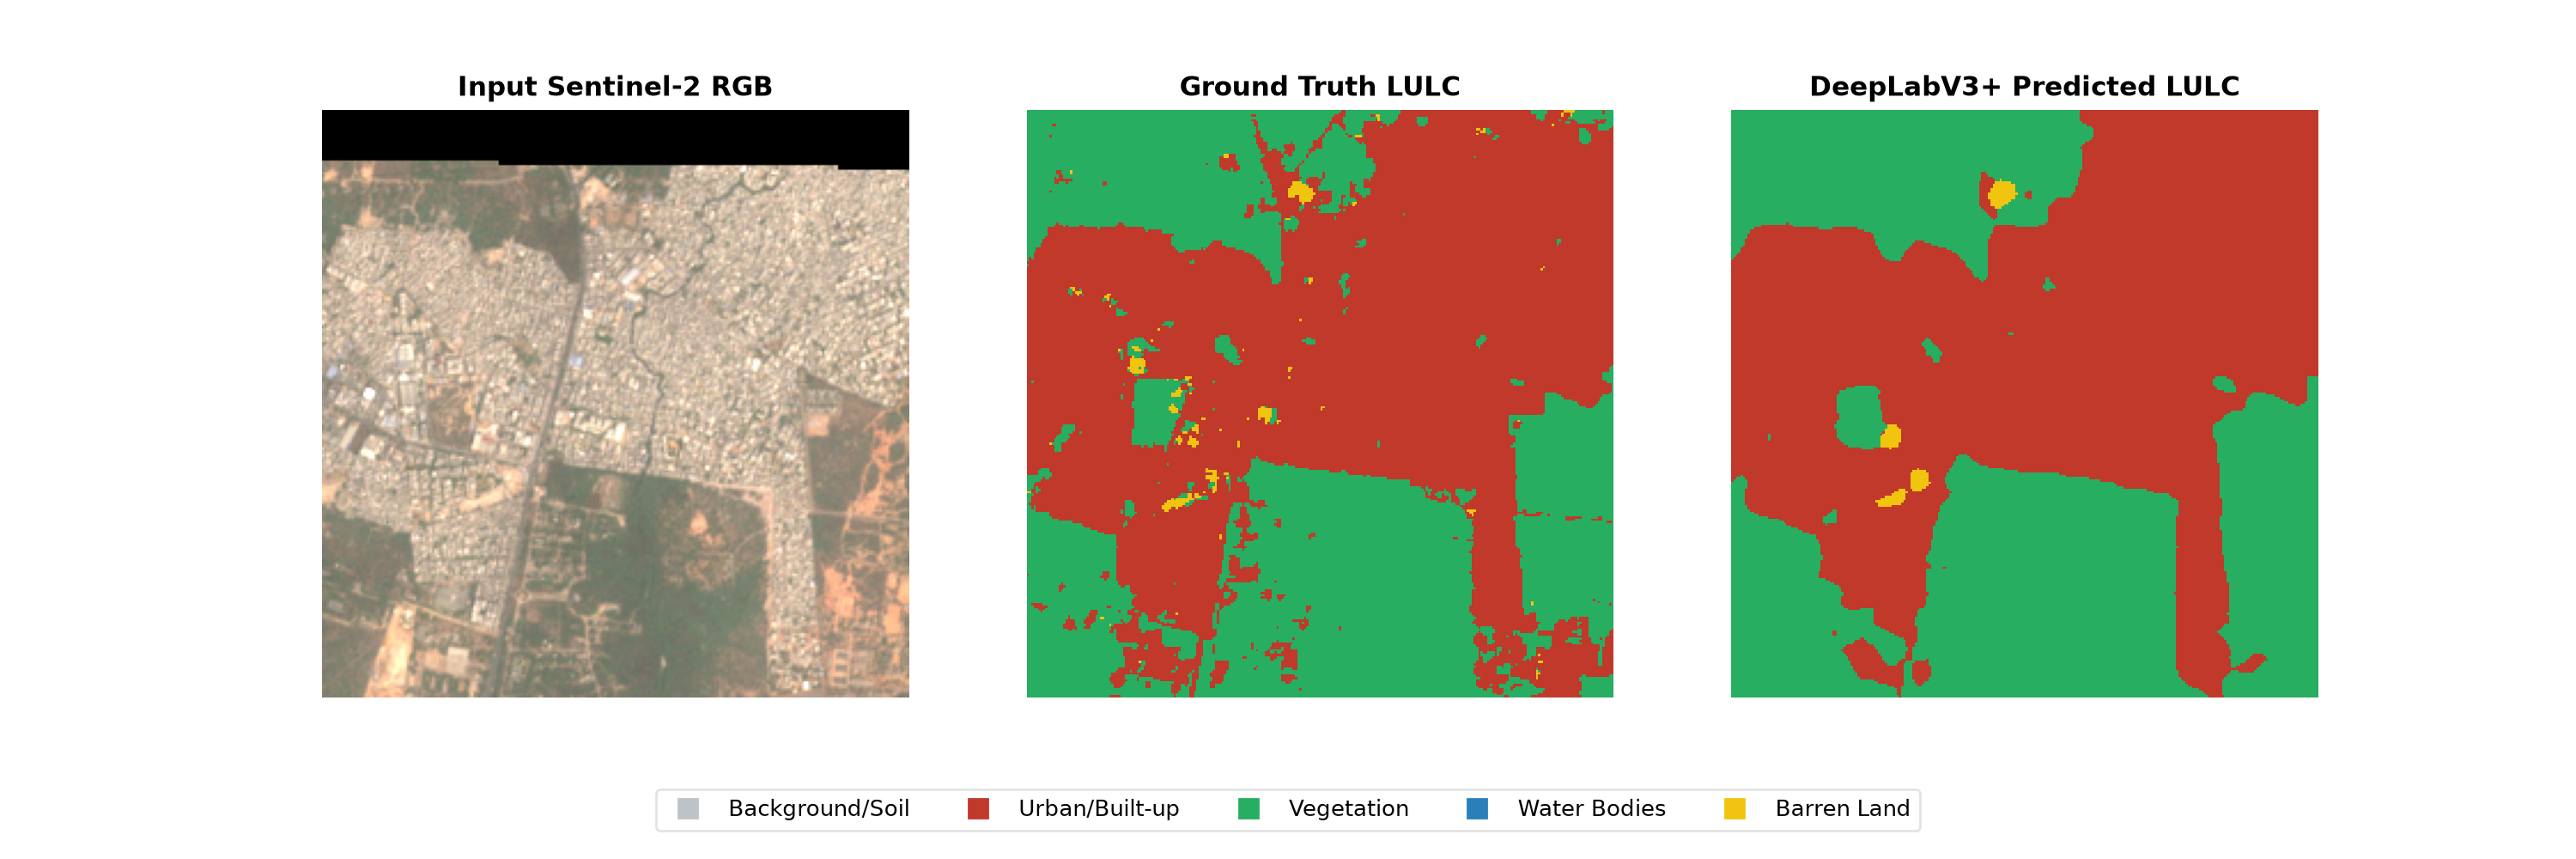 Input Sentinel-2 RGB
Ground Truth LULC
DeepLabV3+ Predicted LULC
Background/Soil
Urban/Built-up
Vegetation
Water Bodies
Barren Land